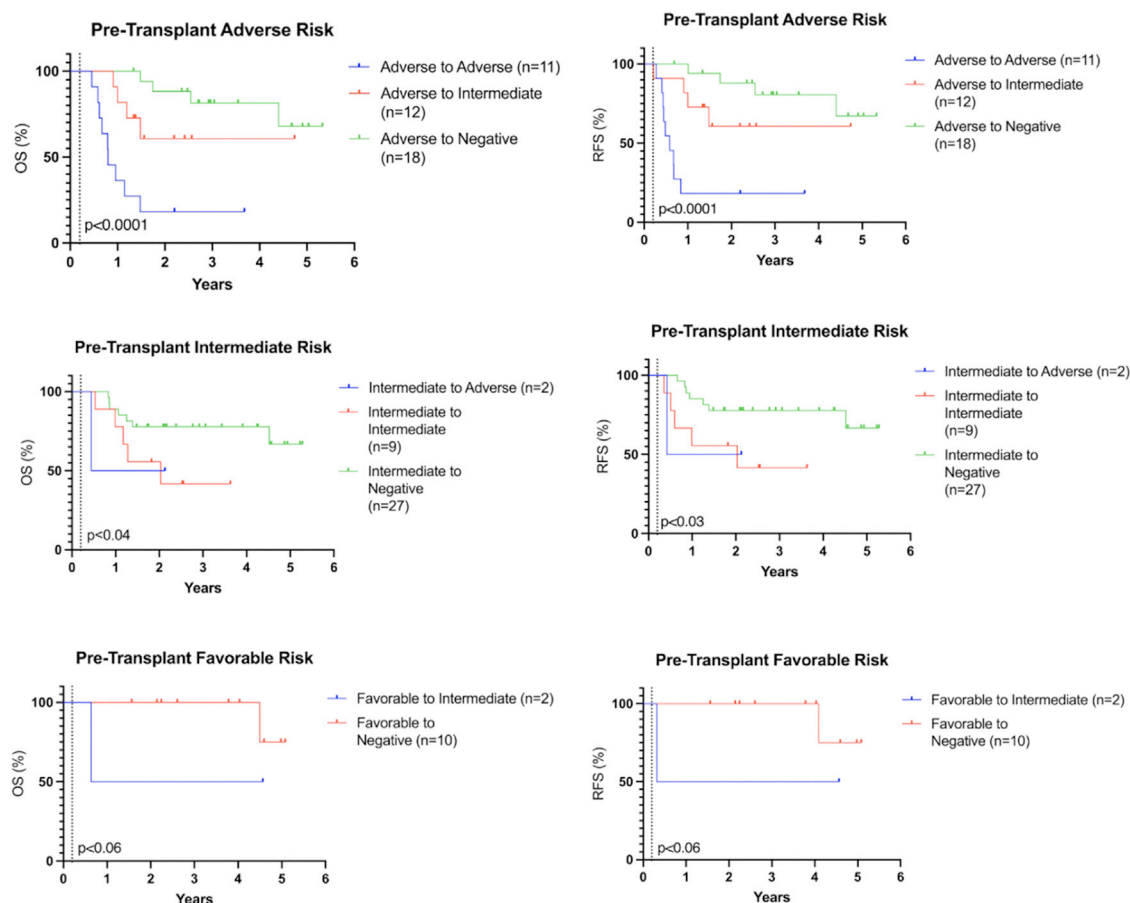 Pre-Transplant Adverse Risk
OS (%)
100
50
0
p<0.0001
0 1 2 3 4 5 6
Years
Adverse to Adverse (n=11)
Adverse to Intermediate
(n=12)
Adverse to Negative
(n=18)
Pre-Transplant Adverse Risk
RFS (%)
100
50
0
p<0.0001
0 1 2 3 4 5 6
Years
Adverse to Adverse (n=11)
Adverse to Intermediate
(n=12)
Adverse to Negative
(n=18)
Pre-Transplant Intermediate Risk
OS (%)
100
50
0
p<0.04
0 1 2 3 4 5 6
Years
Intermediate to Adverse (n=2)
Intermediate to
Intermediate
(n=9)
Intermediate to
Negative
(n=27)
Pre-Transplant Intermediate Risk
RFS (%)
100
50
0
p<0.03
0 1 2 3 4 5 6
Years
Intermediate to Adverse (n=2)
Intermediate to
Intermediate
(n=9)
Intermediate to
Negative
(n=27)
Pre-Transplant Favorable Risk
OS (%)
100
50
0
p<0.06
0 1 2 3 4 5 6
Years
Favorable to Intermediate (n=2)
Favorable to
Negative (n=10)
Pre-Transplant Favorable Risk
RFS (%)
100
50
0
p<0.06
0 1 2 3 4 5 6
Years
Favorable to Intermediate (n=2)
Favorable to
Negative (n=10)